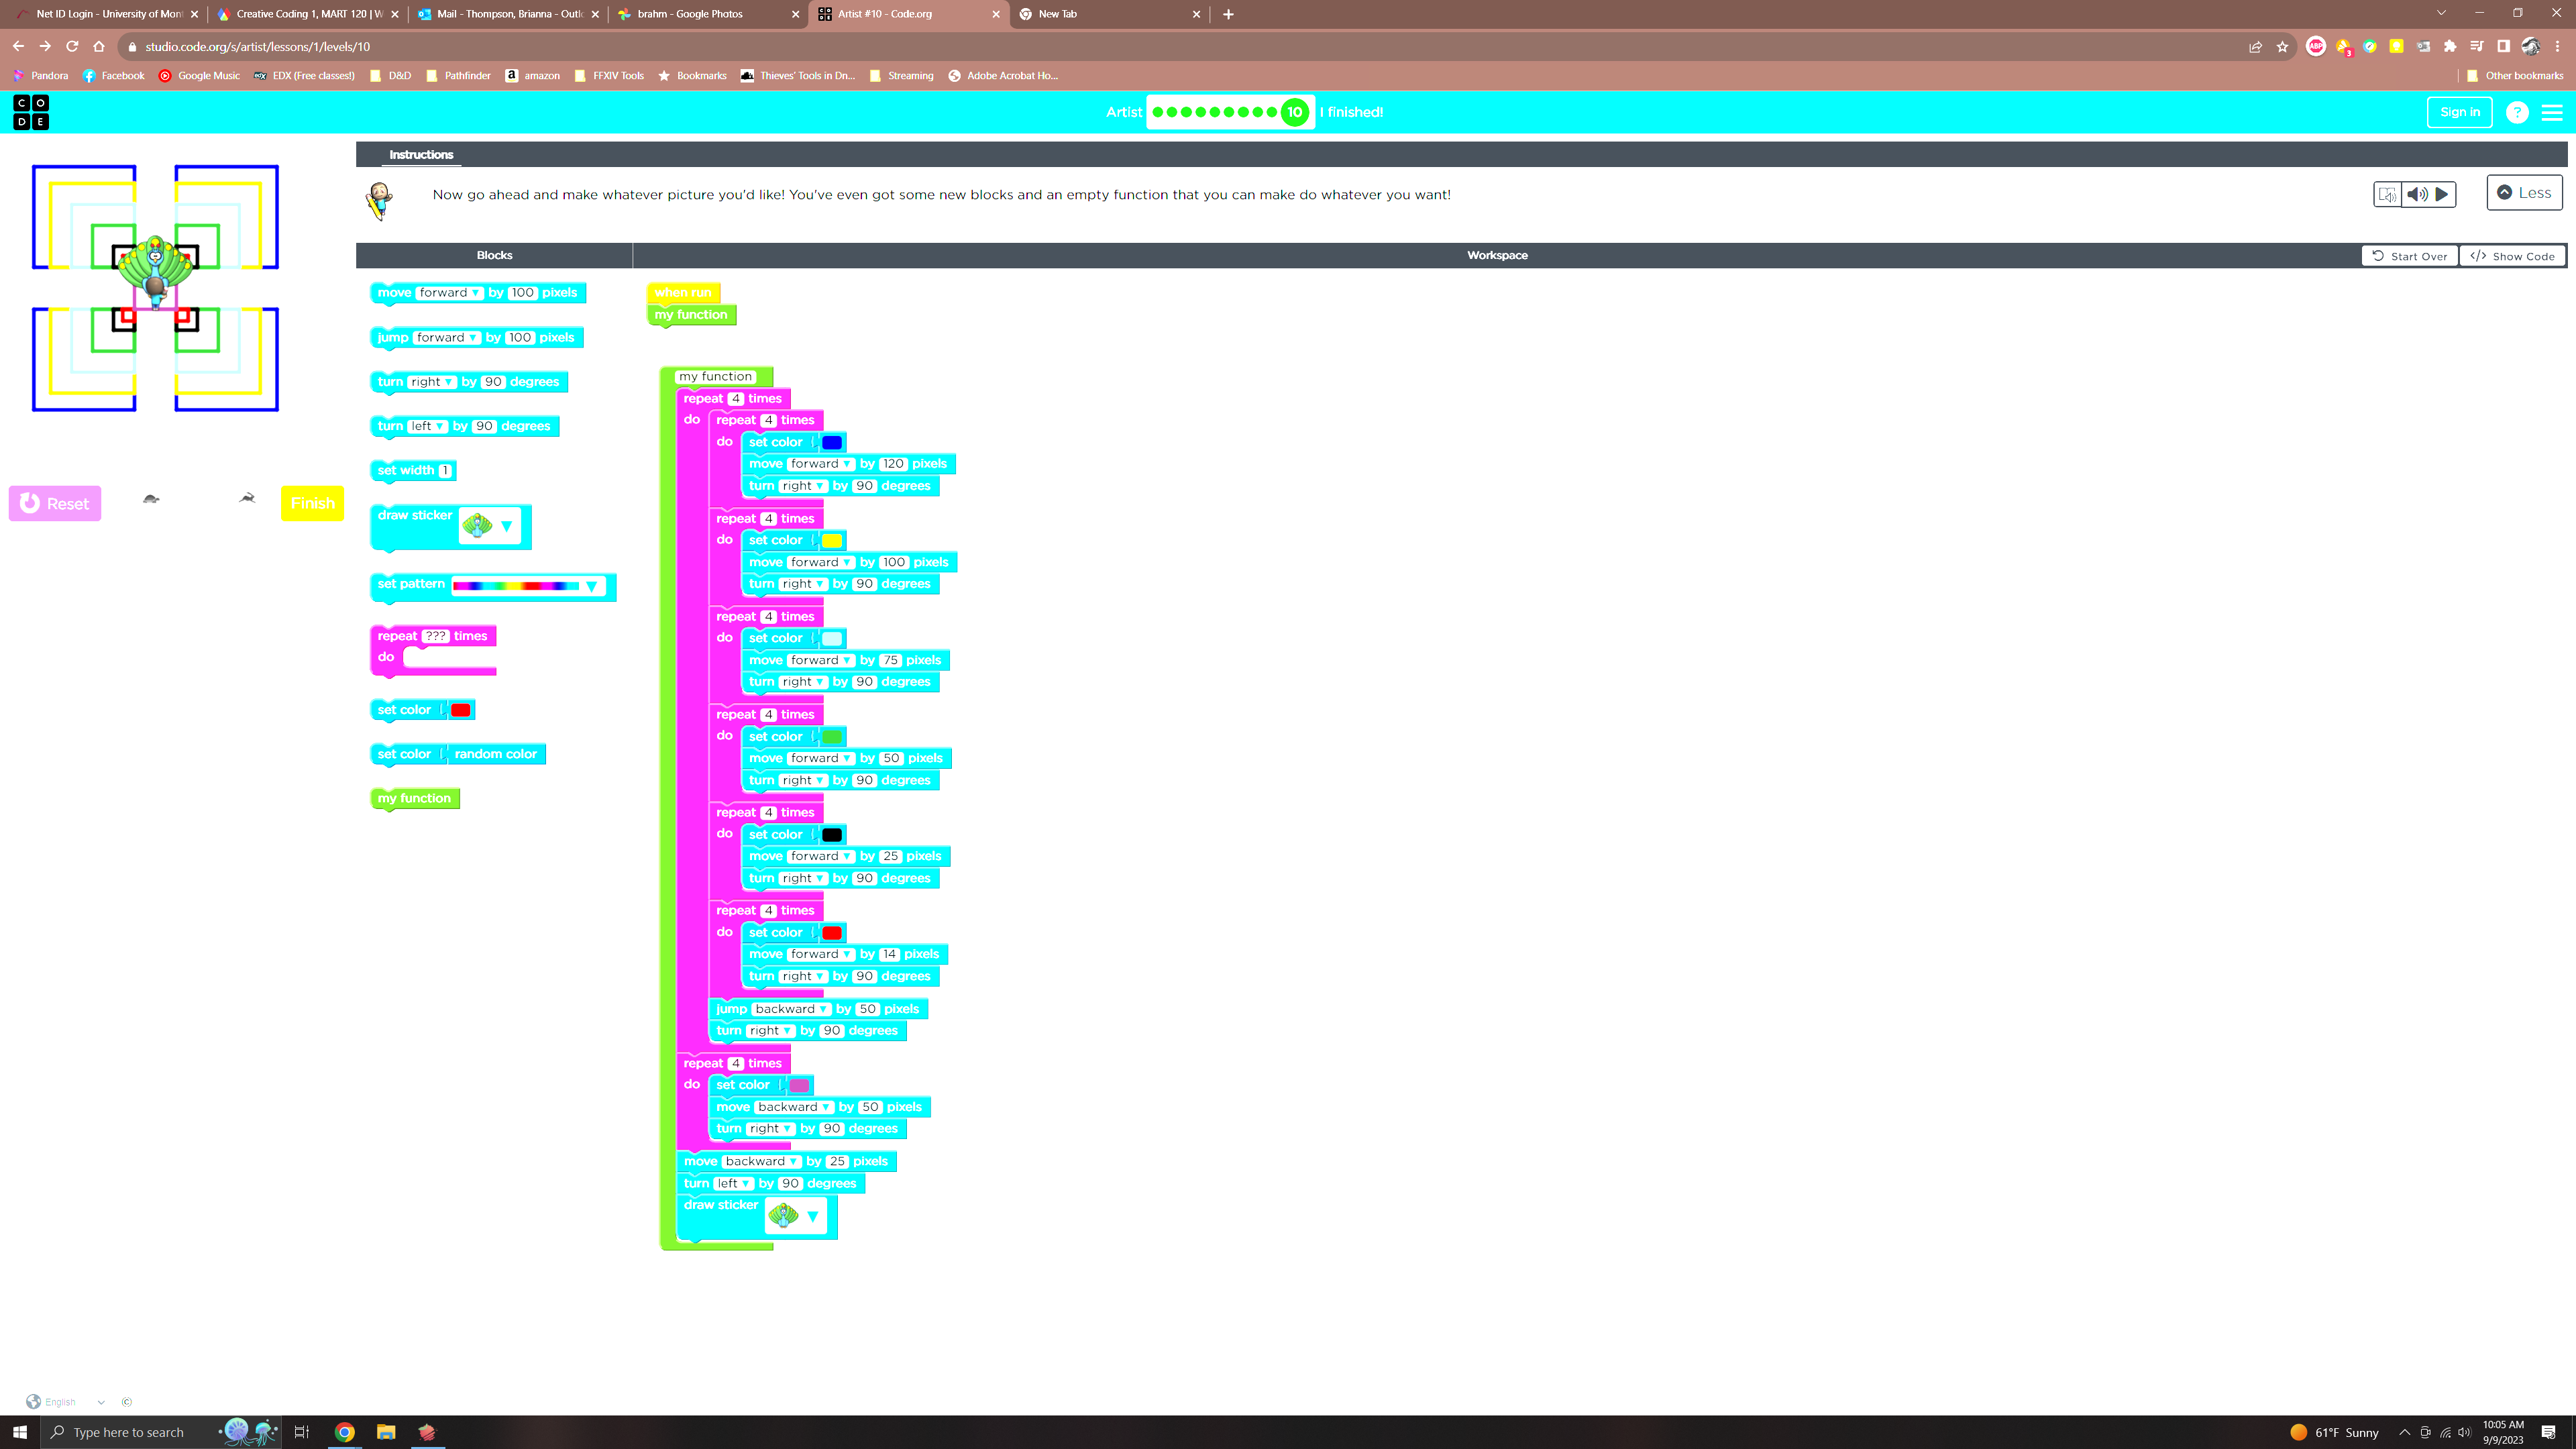 Net ID Login - University of Mont
Creative Coding 1, MART 120 | W
Mail - Thompson, Brianna - Outlo
brahm - Google Photos
Artist #10 - Code.org
New Tab
studio.code.org/s/artist/lessons/1/levels/10
ABP
3
Pandora
Facebook
Google Music
edX
EDX (Free classes!)
D&D
Pathfinder
a
amazon
FFXIV Tools
Bookmarks
Thieves' Tools in Dn...
Streaming
Adobe Acrobat Ho...
Other bookmarks
C O
D E
Artist
10
I finished!
Sign in
?
Instructions
Now go ahead and make whatever picture you'd like! You've even got some new blocks and an empty function that you can make do whatever you want!
Less
Blocks
Workspace
Start Over
</> Show Code
Reset
Finish
move forward by 100 pixels
jump forward by 100 pixels
turn right by 90 degrees
turn left by 90 degrees
set width 1
draw sticker
set pattern
repeat ??? times
do
set color
set color random color
my function
when run
my function
my function
repeat 4 times
do repeat 4 times
do set color
move forward by 120 pixels
turn right by 90 degrees
repeat 4 times
do set color
move forward by 100 pixels
turn right by 90 degrees
repeat 4 times
do set color
move forward by 75 pixels
turn right by 90 degrees
repeat 4 times
do set color
move forward by 50 pixels
turn right by 90 degrees
repeat 4 times
do set color
move forward by 25 pixels
turn right by 90 degrees
repeat 4 times
do set color
move forward by 14 pixels
turn right by 90 degrees
jump backward by 50 pixels
turn right by 90 degrees
repeat 4 times
do set color
move backward by 50 pixels
turn right by 90 degrees
move backward by 25 pixels
turn left by 90 degrees
draw sticker
English
©
Type here to search
61°F Sunny
10:05 AM
9/9/2023